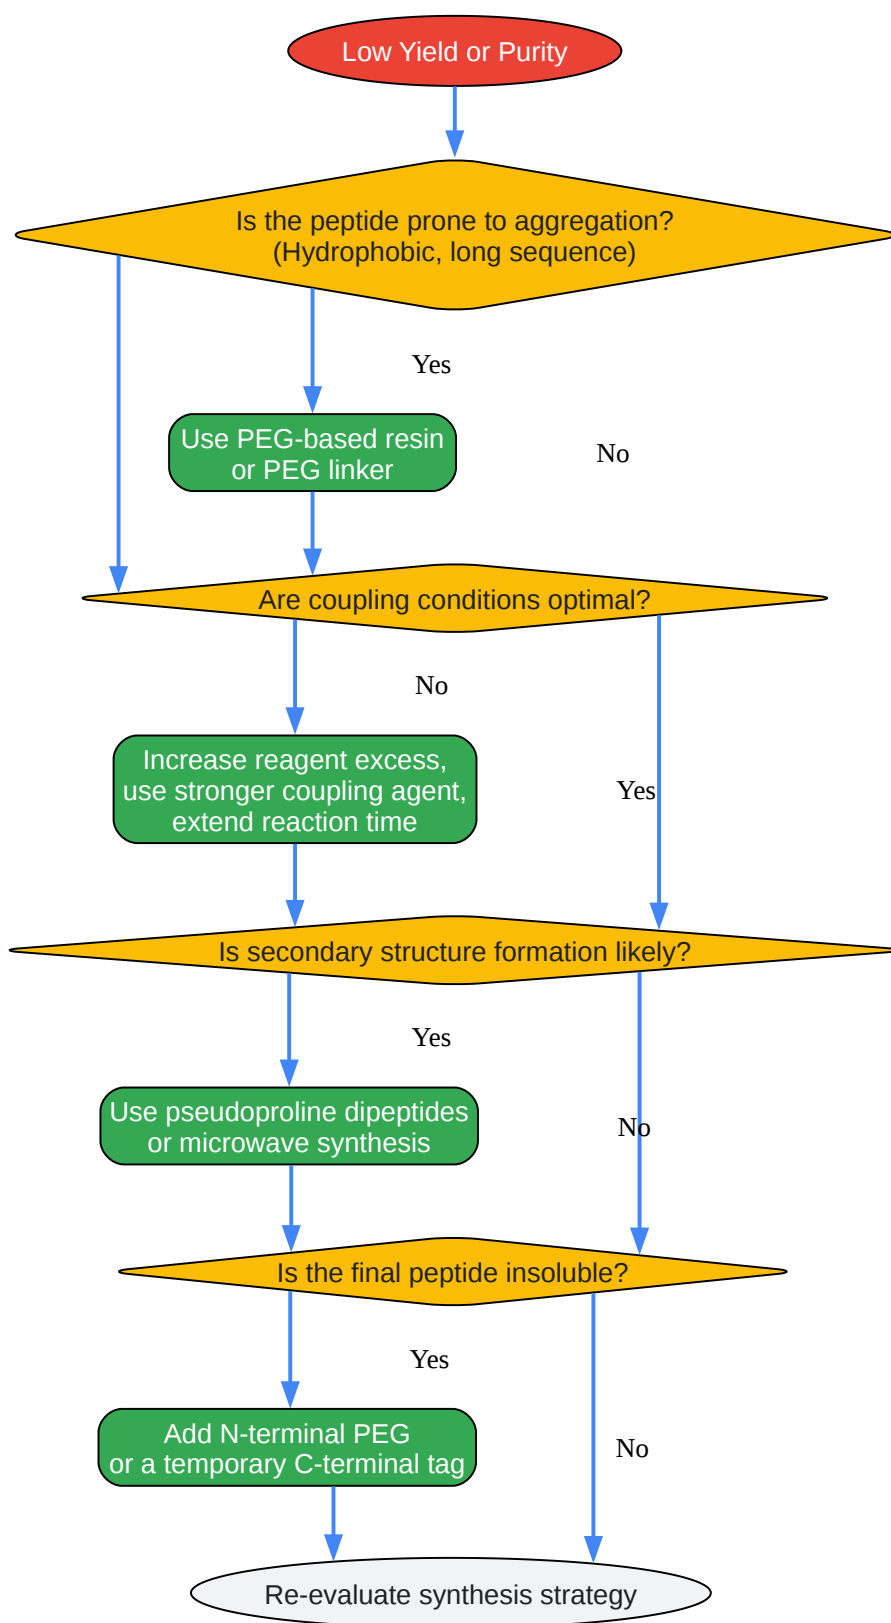 Low Yield or Purity
Is the peptide prone to aggregation?
(Hydrophobic, long sequence)
Yes
Use PEG-based resin
or PEG linker
No
Are coupling conditions optimal?
No
Increase reagent excess,
use stronger coupling agent,
extend reaction time
Yes
Is secondary structure formation likely?
Yes
Use pseudoproline dipeptides
or microwave synthesis
No
Is the final peptide insoluble?
Yes
Add N-terminal PEG
or a temporary C-terminal tag
No
Re-evaluate synthesis strategy